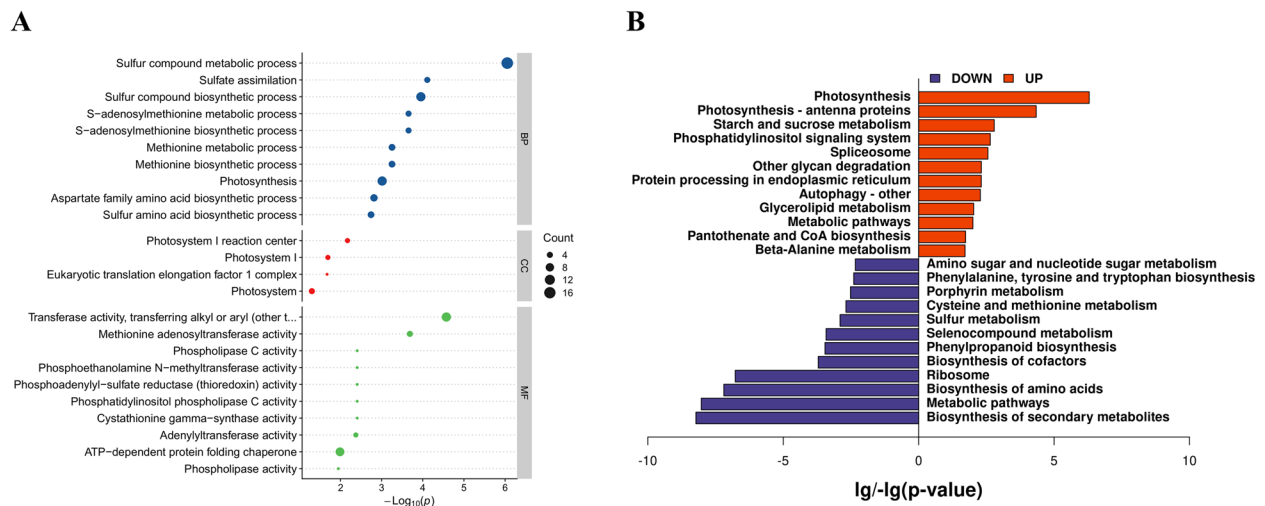 A
Sulfur compound metabolic process
Sulfate assimilation
Sulfur compound biosynthetic process
S−adenosylmethionine metabolic process
S−adenosylmethionine biosynthetic process
Methionine metabolic process
Methionine biosynthetic process
Photosynthesis
Aspartate family amino acid biosynthetic process
Sulfur amino acid biosynthetic process
BP
Photosystem I reaction center
Photosystem I
Eukaryotic translation elongation factor 1 complex
Photosystem
CC
Transferase activity, transferring alkyl or aryl (other t...
Methionine adenosyltransferase activity
Phospholipase C activity
Phosphoethanolamine N−methyltransferase activity
Phosphoadenylyl−sulfate reductase (thioredoxin) activity
Phosphatidylinositol phospholipase C activity
Cystathionine gamma−synthase activity
Adenylyltransferase activity
ATP−dependent protein folding chaperone
Phospholipase activity
MF
2 3 4 5 6
−Log10(p)
Count
4
8
12
16
B
DOWN UP
Photosynthesis
Photosynthesis - antenna proteins
Starch and sucrose metabolism
Phosphatidylinositol signaling system
Spliceosome
Other glycan degradation
Protein processing in endoplasmic reticulum
Autophagy - other
Glycerolipid metabolism
Metabolic pathways
Pantothenate and CoA biosynthesis
Beta-Alanine metabolism
Amino sugar and nucleotide sugar metabolism
Phenylalanine, tyrosine and tryptophan biosynthesis
Porphyrin metabolism
Cysteine and methionine metabolism
Sulfur metabolism
Selenocompound metabolism
Phenylpropanoid biosynthesis
Biosynthesis of cofactors
Ribosome
Biosynthesis of amino acids
Metabolic pathways
Biosynthesis of secondary metabolites
-10 -5 0 5 10
lg/-lg(p-value)